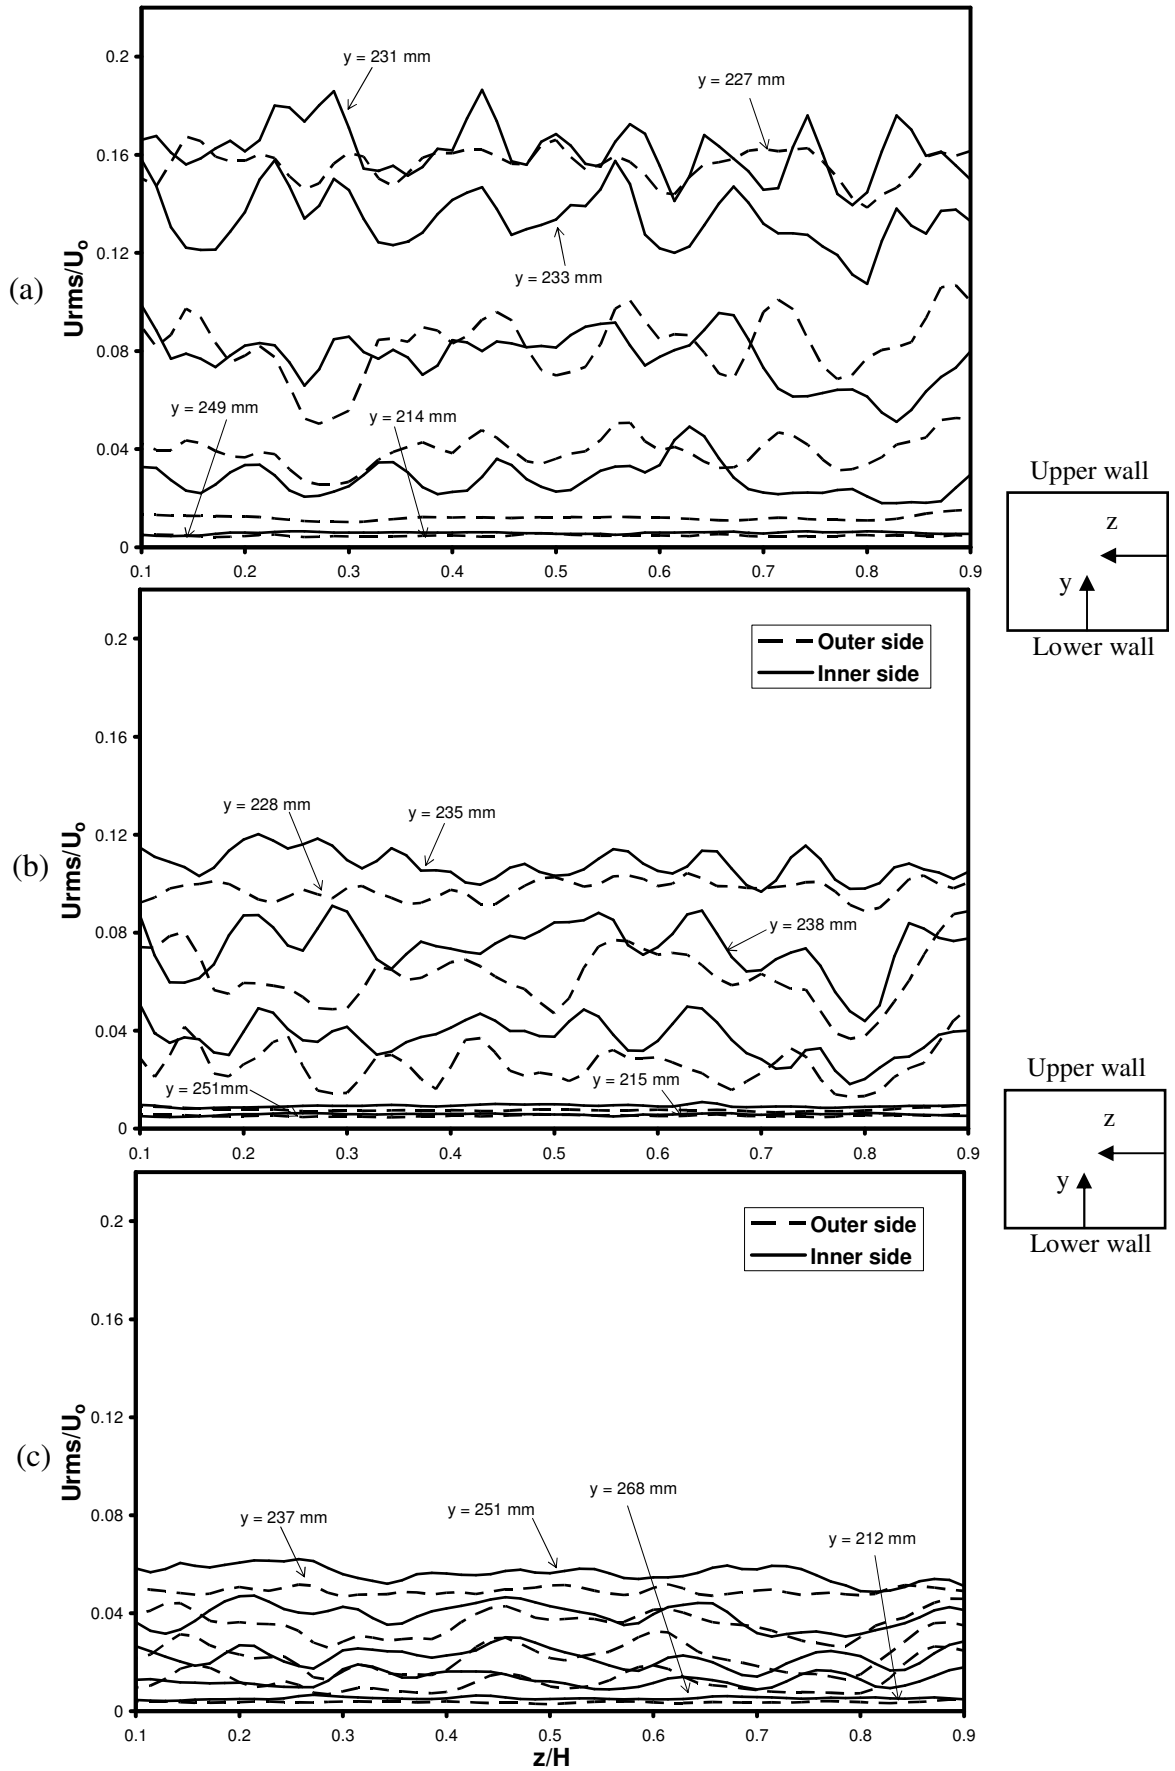 y = 231 mm
y = 227 mm
0.2
0.16
0.12
0.08
0.04
0
(a)
Urms/Uo
y = 233 mm
y = 249 mm
y = 214 mm
0.1 0.2 0.3 0.4 0.5 0.6 0.7 0.8 0.9
Upper wall
z
y
Lower wall
Outer side
Inner side
0.2
0.16
0.12
0.08
0.04
0
(b)
Urms/Uo
y = 228 mm
y = 235 mm
y = 238 mm
y = 251mm
y = 215 mm
0.1 0.2 0.3 0.4 0.5 0.6 0.7 0.8 0.9
Upper wall
z
y
Lower wall
Outer side
Inner side
0.2
0.16
0.12
0.08
0.04
0
(c)
Urms/Uo
y = 237 mm
y = 251 mm
y = 268 mm
y = 212 mm
0.1 0.2 0.3 0.4 0.5 0.6 0.7 0.8 0.9
z/H